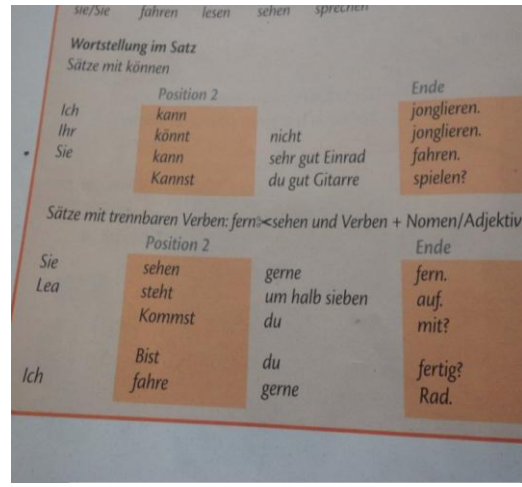 sie/Sie fahren lesen sehen sprechen
Wortstellung im Satz
Sätze mit können
Position 2 Ende
Ich kann jonglieren.
Ihr könnt nicht jonglieren.
Sie kann sehr gut Einrad fahren.
Kannst du gut Gitarre spielen?
Sätze mit trennbaren Verben: fern><sehen und Verben + Nomen/Adjektiv
Position 2 Ende
Sie sehen gerne fern.
Lea steht um halb sieben auf.
Kommst du mit?
Bist du fertig?
Ich fahre gerne Rad.